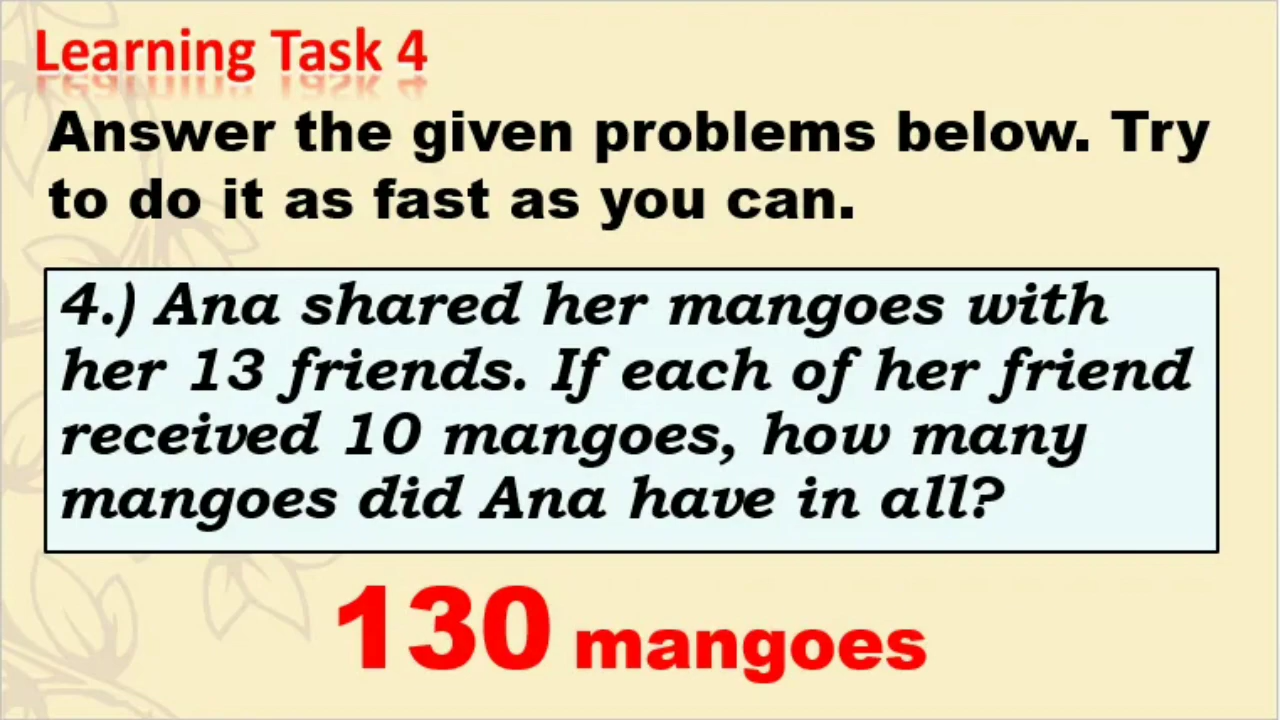 Learning Task 4
Answer the given problems below. Try
to do it as fast as you can.
4.) Ana shared her mangoes with
her 13 friends. If each of her friend
received 10 mangoes, how many
mangoes did Ana have in all?
130 mangoes